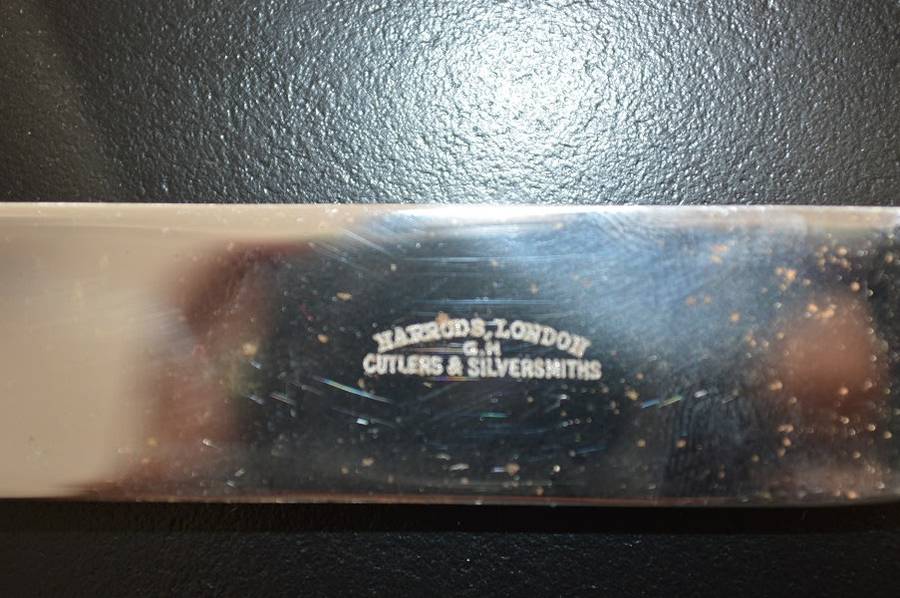 HARRODS, LONDON
G.H
CUTLERS & SILVERSMITHS